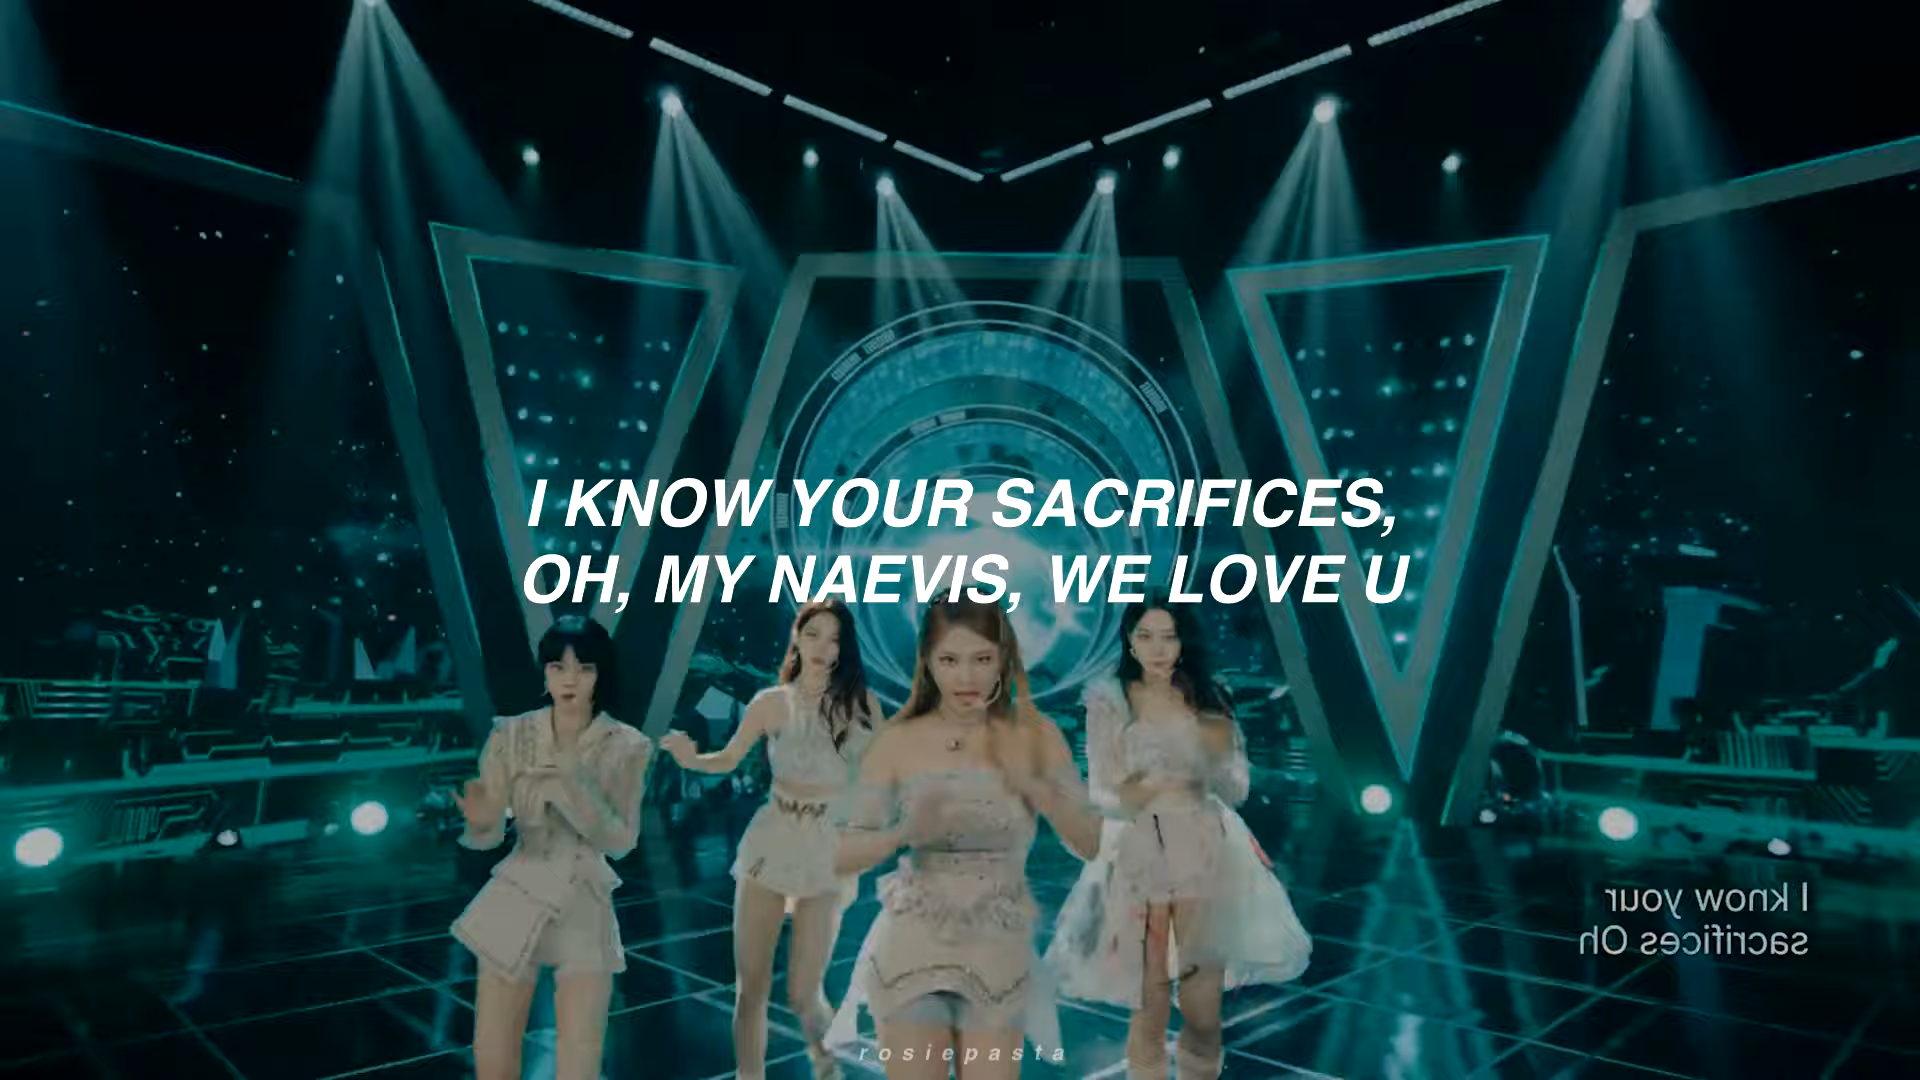 I KNOW YOUR SACRIFICES,
OH, MY NAEVIS, WE LOVE U
I know your
sacrifices Oh
rosiepasta